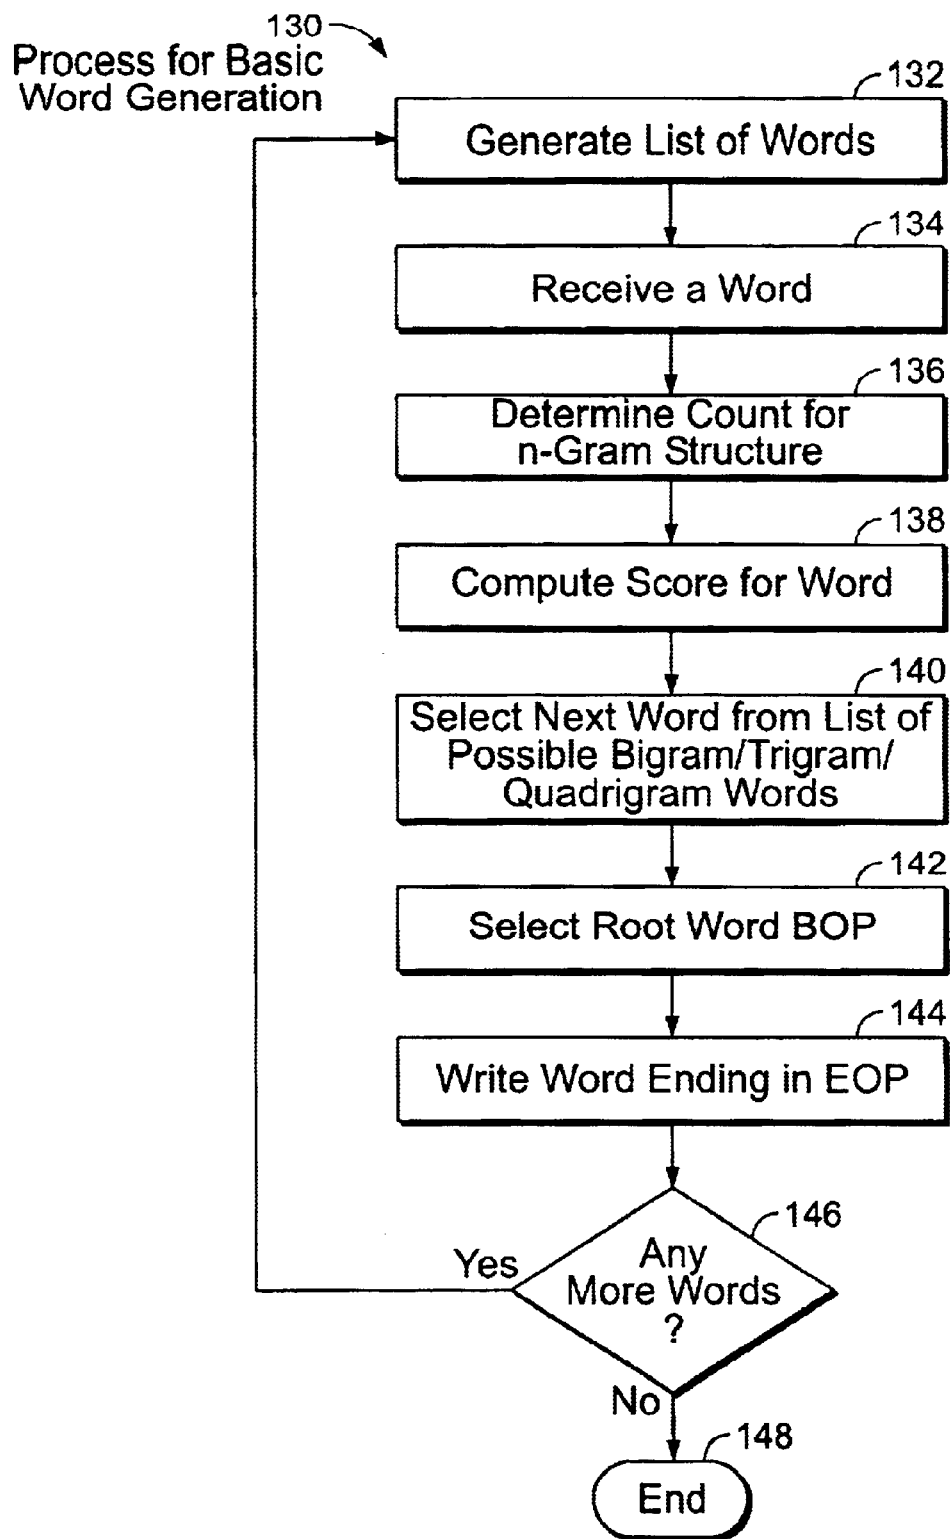 130
Process for Basic
Word Generation
132
Generate List of Words
134
Receive a Word
136
Determine Count for
n-Gram Structure
138
Compute Score for Word
140
Select Next Word from List of
Possible Bigram/Trigram/
Quadrigram Words
142
Select Root Word BOP
144
Write Word Ending in EOP
146
Any
More Words
?
Yes
No
148
End